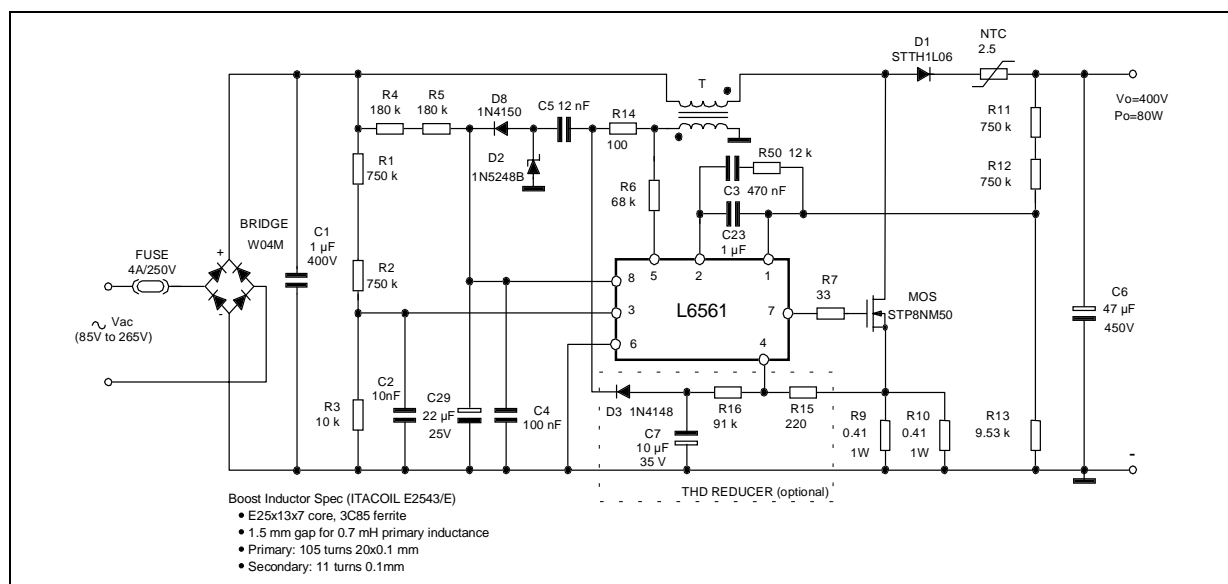 D1
STTH1L06
NTC
2.5
T
R4
180 k
R5
180 k
D8
1N4150
C5 12 nF
R14
100
Vo=400V
Po=80W
R11
750 k
D2
1N5248B
R50 12 k
R1
750 k
R6
68 k
C3 470 nF
R12
750 k
BRIDGE
W04M
C1
1 µF
400V
C23
1 µF
FUSE
4A/250V
+
-
R2
750 k
5
2
1
8
3
6
L6561
7
4
R7
33
MOS
STP8NM50
C6
47 µF
450V
Vac
(85V to 265V)
C2
10nF
C29
22 µF
25V
C4
100 nF
R3
10 k
D3 1N4148
R16
91 k
R15
220
C7
10 µF
35 V
R9
0.41
1W
R10
0.41
1W
R13
9.53 k
-
THD REDUCER (optional)
Boost Inductor Spec (ITACOIL E2543/E)
• E25x13x7 core, 3C85 ferrite
• 1.5 mm gap for 0.7 mH primary inductance
• Primary: 105 turns 20x0.1 mm
• Secondary: 11 turns 0.1mm